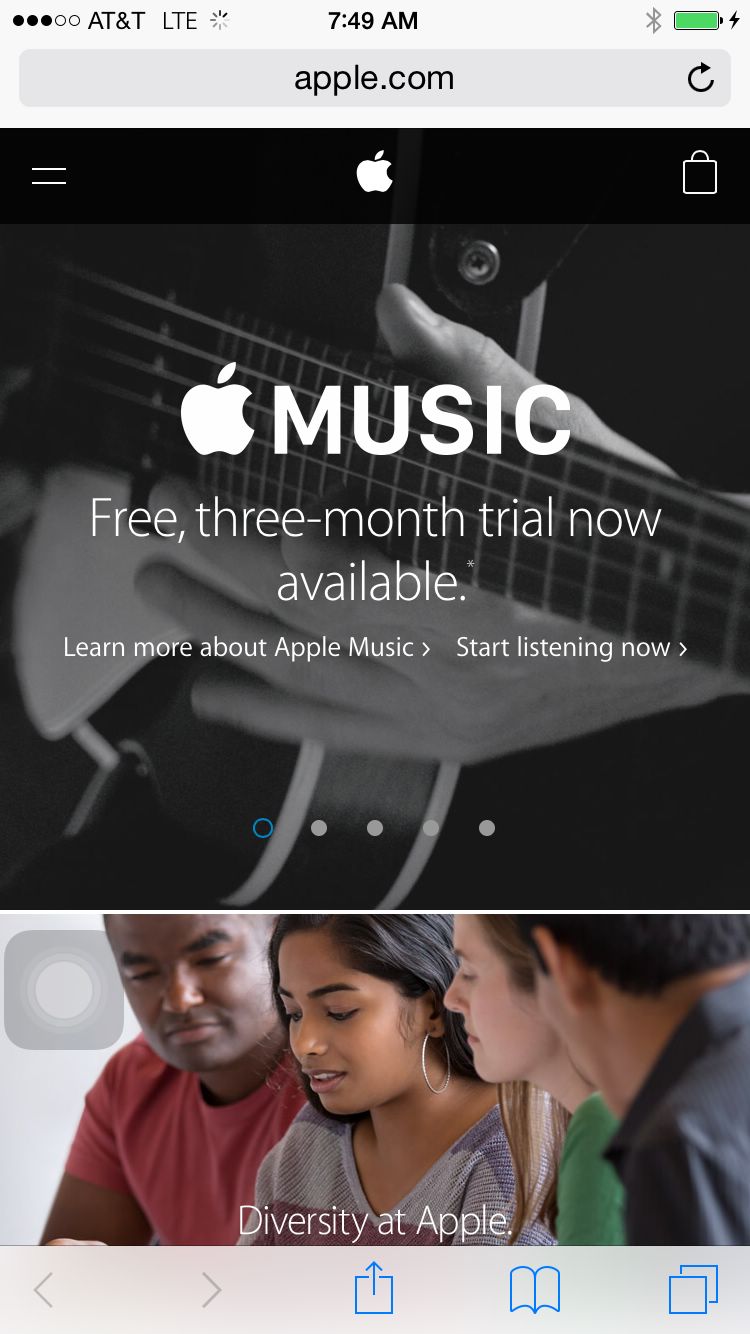 AT&T LTE 7:49 AM
apple.com
MUSIC
Free, three-month trial now
available.*
Learn more about Apple Music › Start listening now ›
Diversity at Apple.